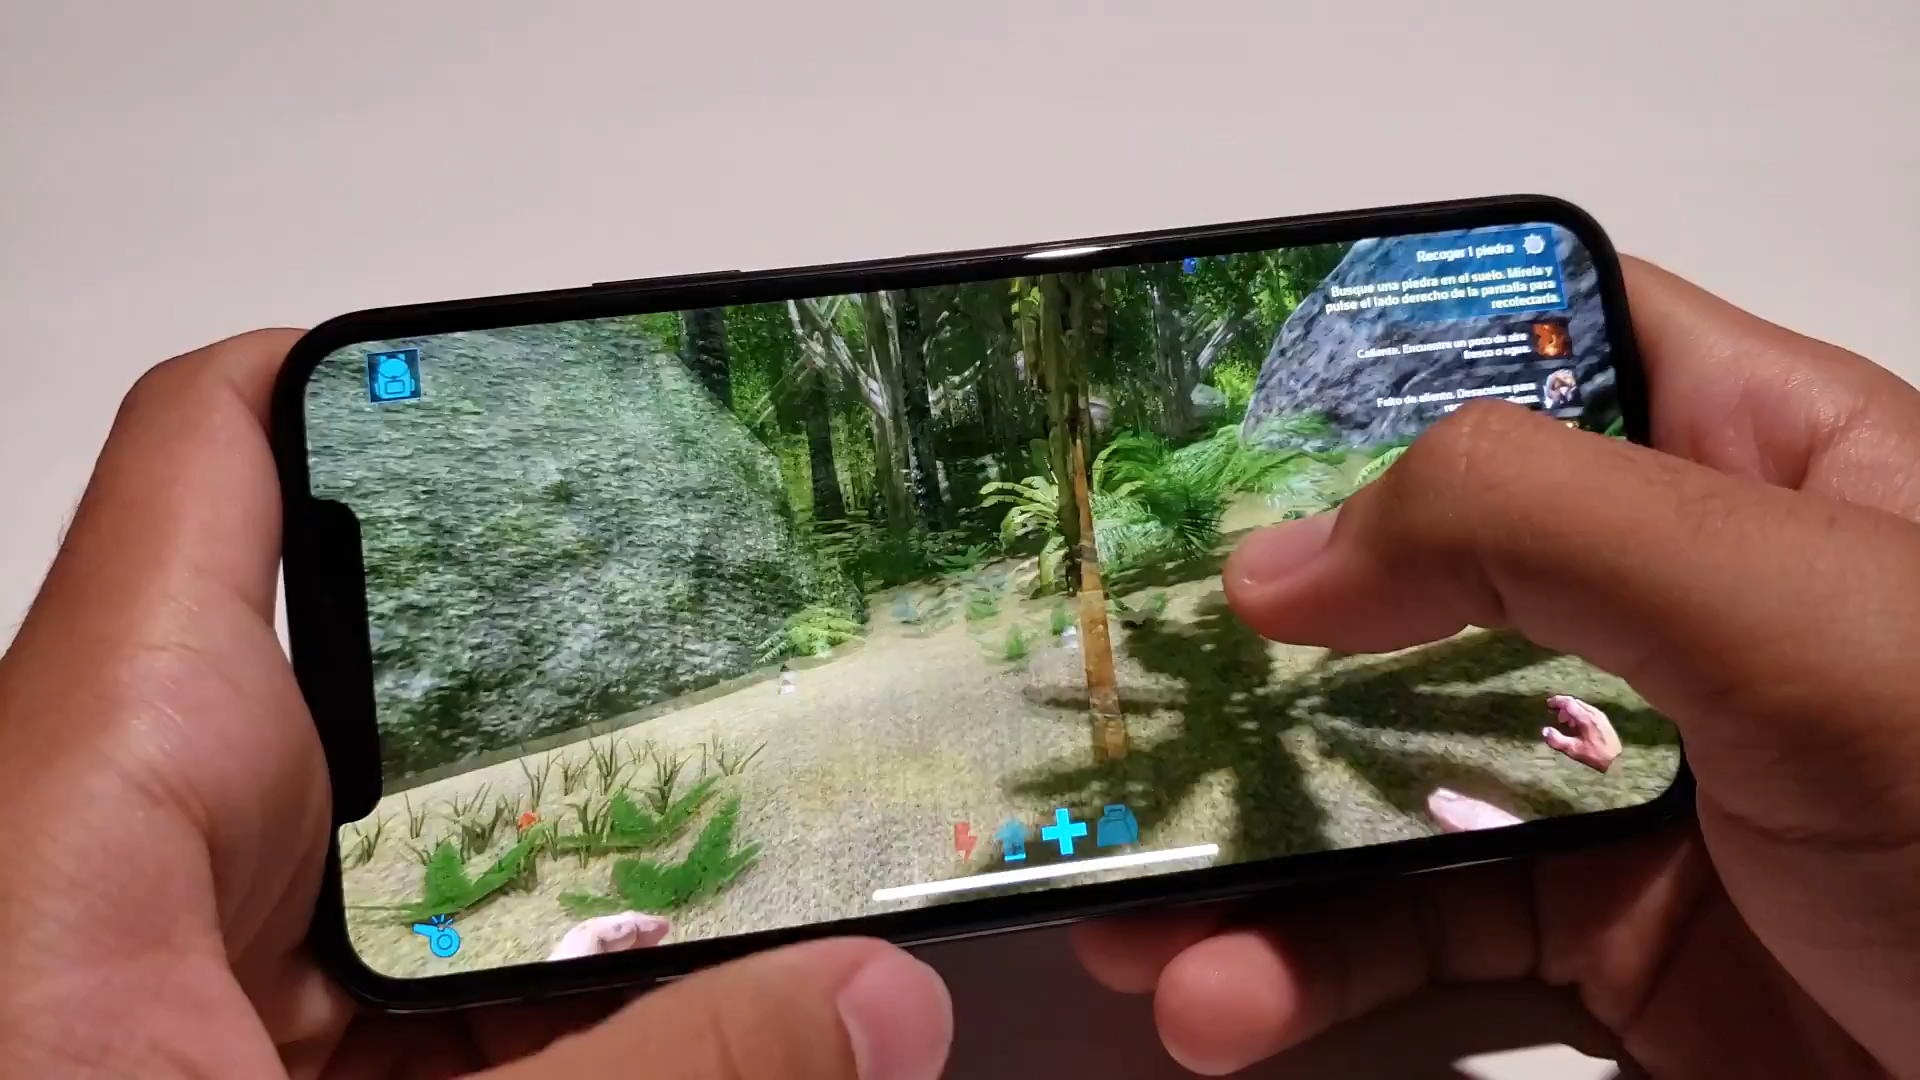 Recoger 1 piedra
Busque una piedra en el suelo. Mírela y
pulse el lado derecho de la pantalla para
recolectarla.
Caliente. Encuentre un poco de aire
fresco o agua.
Falto de aliento. Desacelere para